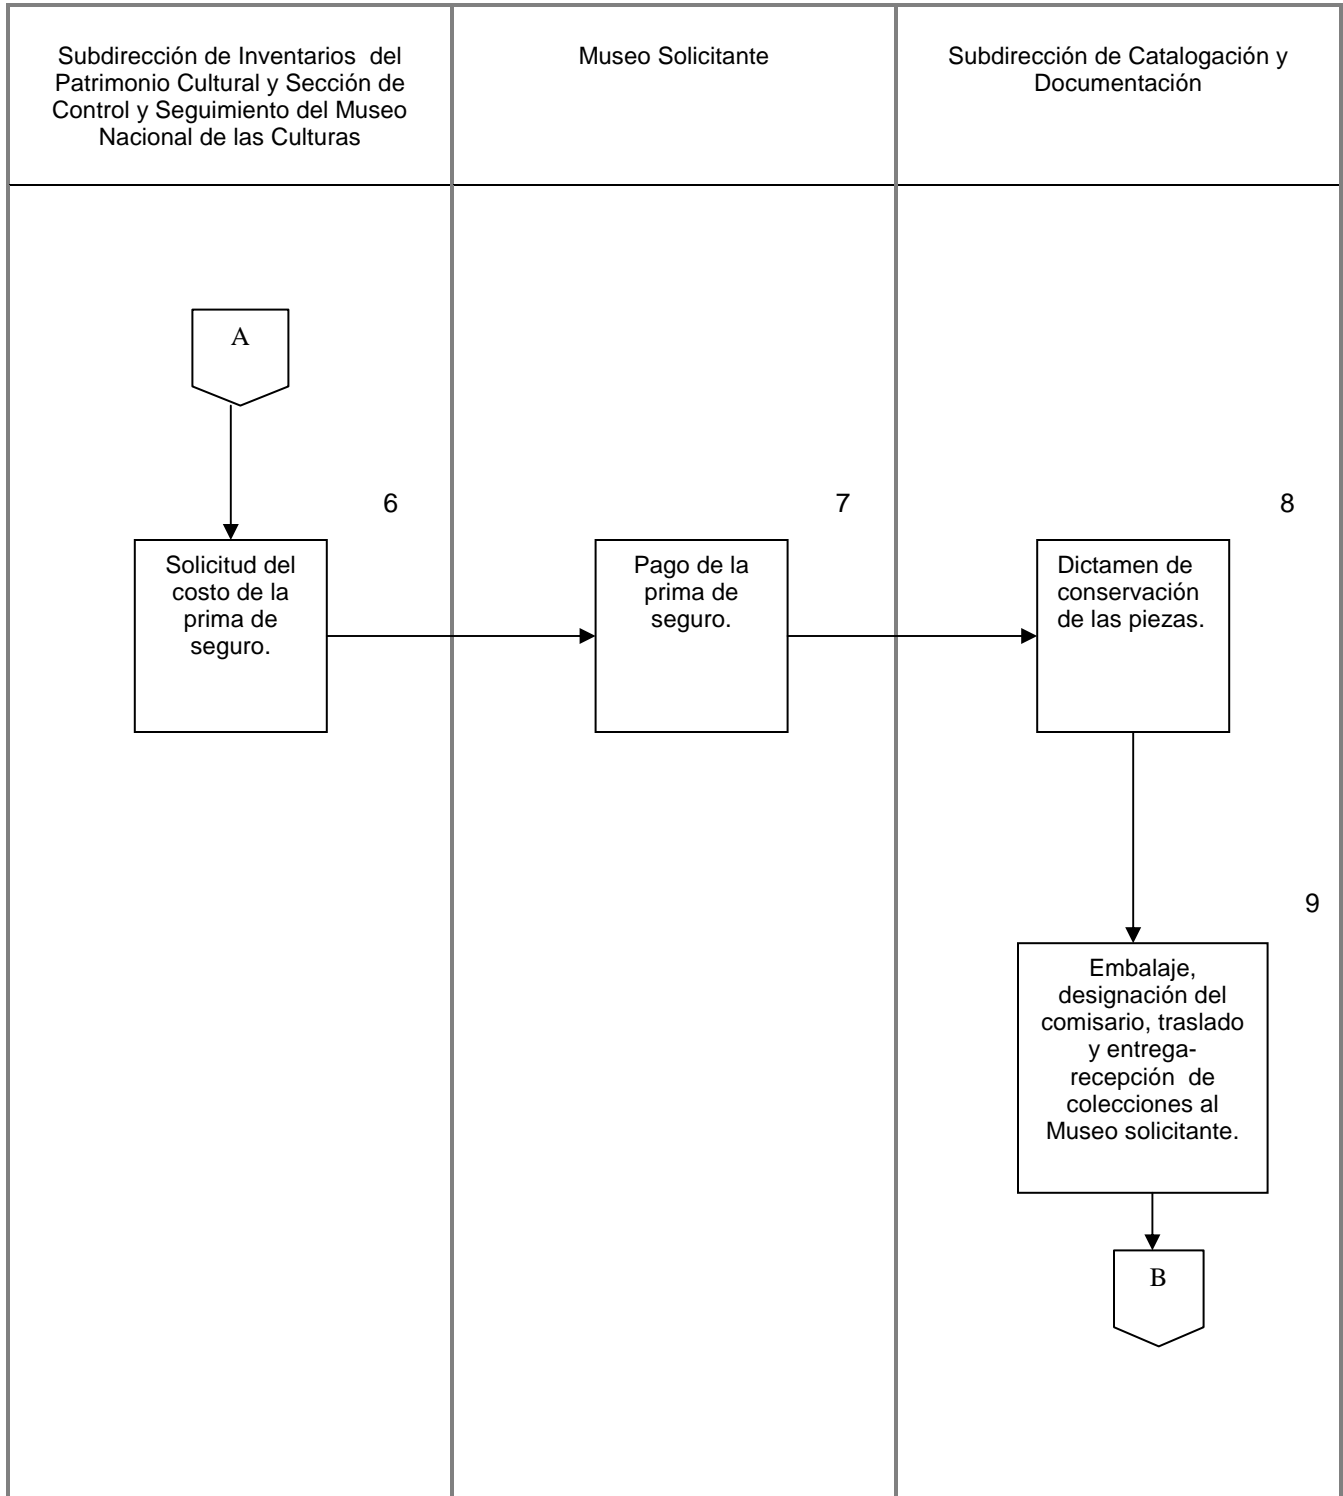 Subdirección de Inventarios  del
Patrimonio Cultural y Sección de
Control y Seguimiento del Museo
Nacional de las Culturas
Museo Solicitante
Subdirección de Catalogación y
Documentación
A
6
Solicitud del
costo de la
prima de
seguro.
7
Pago de la
prima de
seguro.
8
Dictamen de
conservación
de las piezas.
9
Embalaje,
designación del
comisario, traslado
y entrega-
recepción  de
colecciones al
Museo solicitante.
B